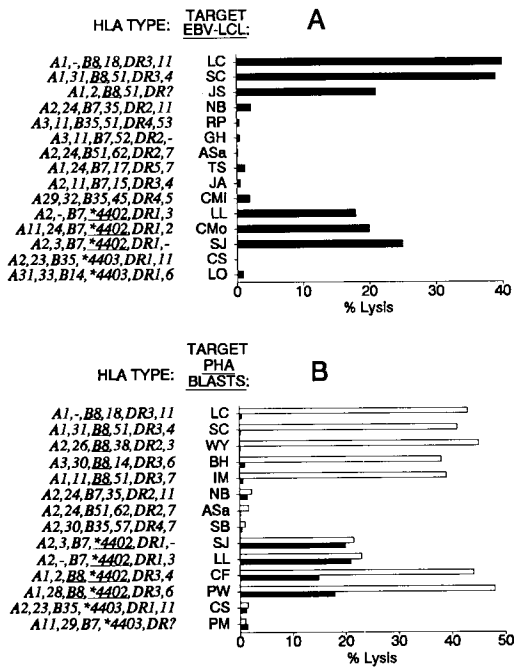 HLA TYPE: TARGET EBV-LCL: A
A1,-,B8,18,DR3,11 LC
A1,31,B8,51,DR3,4 SC
A1,2,B8,51,DR? JS
A2,24,B7,35,DR2,11 NB
A3,11,B35,51,DR4,53 RP
A3,11,B7,52,DR2,- GH
A2,24,B51,62,DR2,7 ASa
A1,24,B7,17,DR5,7 TS
A2,11,B7,15,DR3,4 JA
A29,32,B35,45,DR4,5 CMl
A2,-,B7,*4402,DR1,3 LL
A11,24,B7,*4402,DR1,2 CMo
A2,3,B7,*4402,DR1,- SJ
A2,23,B35,*4403,DR1,11 CS
A31,33,B14,*4403,DR1,6 LO
0 10 20 30 40
% Lysis
HLA TYPE: TARGET PHA BLASTS: B
A1,-,B8,18,DR3,11 LC
A1,31,B8,51,DR3,4 SC
A2,26,B8,38,DR2,3 WY
A3,30,B8,14,DR3,6 BH
A1,11,B8,51,DR3,7 IM
A2,24,B7,35,DR2,11 NB
A2,24,B51,62,DR2,7 ASa
A2,30,B35,57,DR4,7 SB
A2,3,B7,*4402,DR1,- SJ
A2,-,B7,*4402,DR1,3 LL
A1,2,B8,*4402,DR3,4 CF
A1,28,B8,*4402,DR3,6 PW
A2,23,B35,*4403,DR1,11 CS
A11,29,B7,*4403,DR? PM
0 10 20 30 40 50
% Lysis